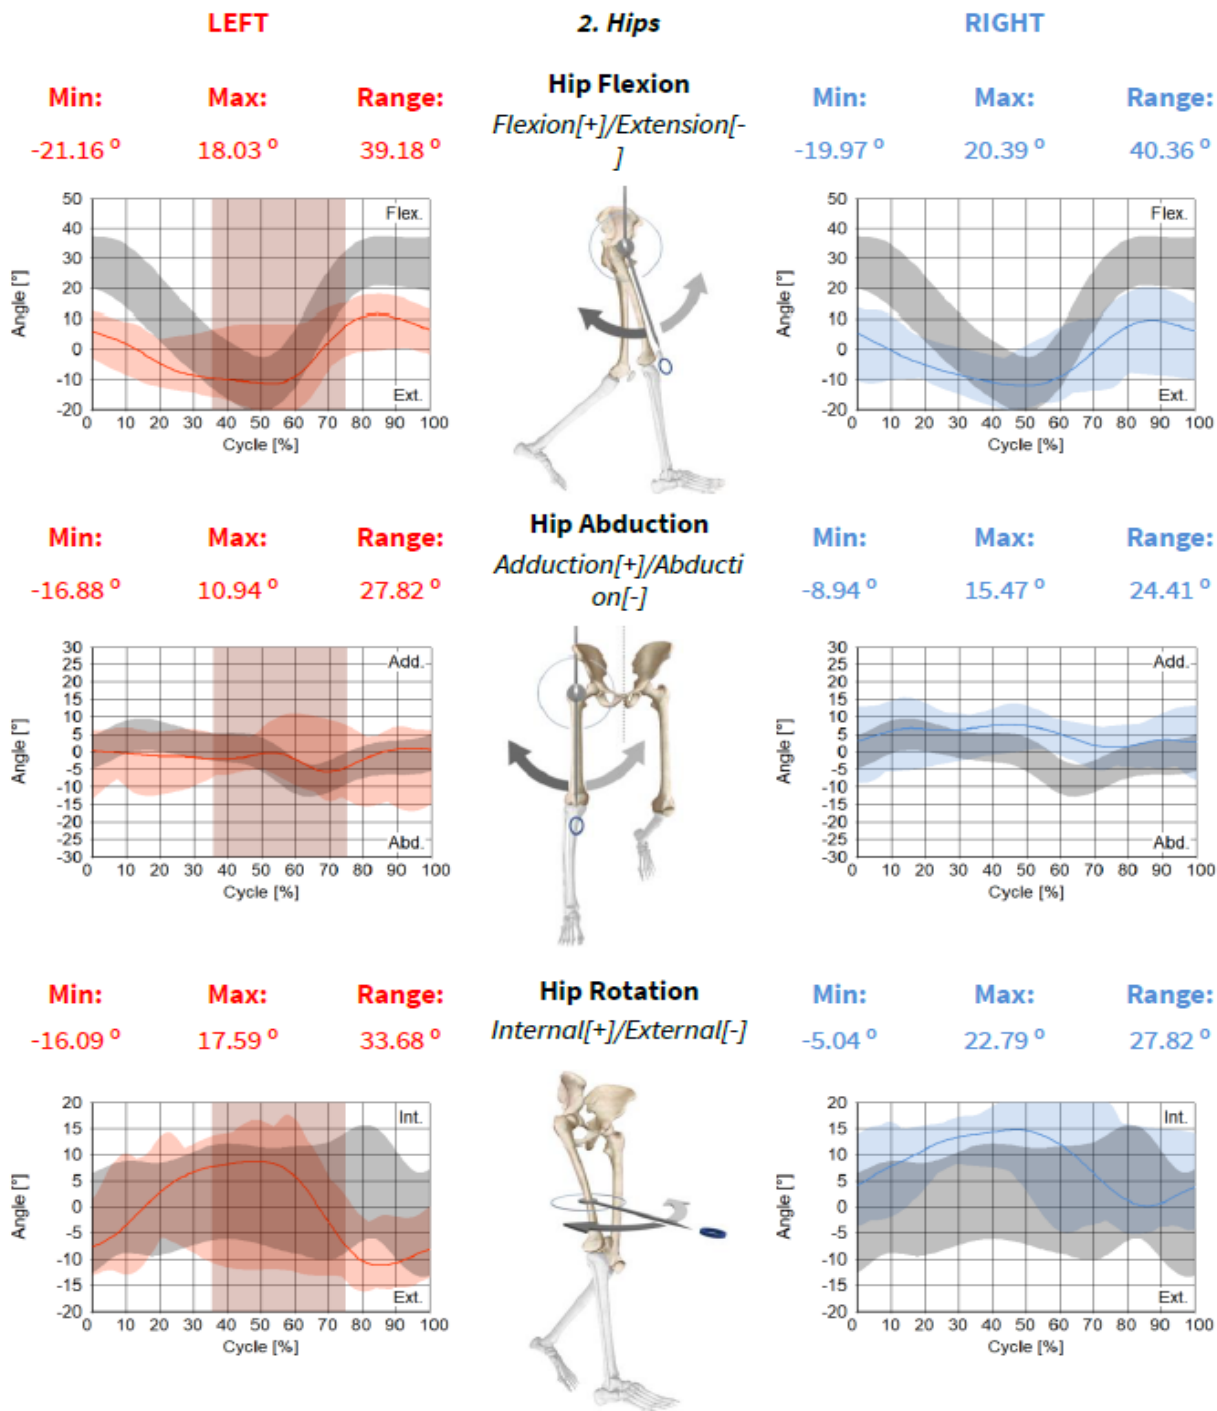 LEFT 2. Hips RIGHT
Hip Flexion
Min: Max: Range: Min: Max: Range:
Flexion[+]/Extension[-
]
-21.16 º 18.03 º 39.18 º -19.97 º 20.39 º 40.36 º
50
40
30
20
10
0
-10
-20
Angle [°]
Flex.
Ext.
0 10 20 30 40 50 60 70 80 90 100
Cycle [%]
50
40
30
20
10
0
-10
-20
Angle [°]
Flex.
Ext.
0 10 20 30 40 50 60 70 80 90 100
Cycle [%]
Hip Abduction
Min: Max: Range: Min: Max: Range:
Adduction[+]/Abducti
on[-]
-16.88 º 10.94 º 27.82 º -8.94 º 15.47 º 24.41 º
30
25
20
15
10
5
0
-5
-10
-15
-20
-25
-30
Angle [°]
Add.
Abd.
0 10 20 30 40 50 60 70 80 90 100
Cycle [%]
30
25
20
15
10
5
0
-5
-10
-15
-20
-25
-30
Angle [°]
Add.
Abd.
0 10 20 30 40 50 60 70 80 90 100
Cycle [%]
Hip Rotation
Min: Max: Range: Min: Max: Range:
Internal[+]/External[-]
-16.09 º 17.59 º 33.68 º -5.04 º 22.79 º 27.82 º
20
15
10
5
0
-5
-10
-15
-20
Angle [°]
Int.
Ext.
0 10 20 30 40 50 60 70 80 90 100
Cycle [%]
20
15
10
5
0
-5
-10
-15
-20
Angle [°]
Int.
Ext.
0 10 20 30 40 50 60 70 80 90 100
Cycle [%]